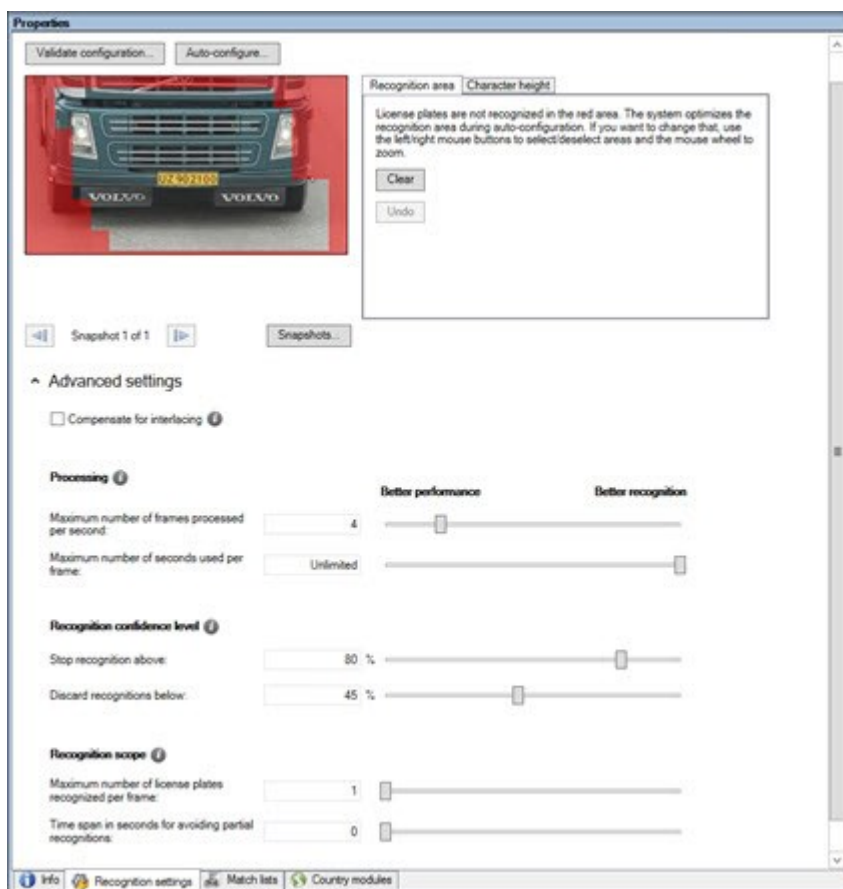 Properties
Validate configuration...
Auto-configure...
UZ 902100
VOLVO VOLVO
Recognition area
Character height
License plates are not recognized in the red area. The system optimizes the
recognition area during auto-configuration. If you want to change that, use
the left/right mouse buttons to select/deselect areas and the mouse wheel to
zoom.
Clear
Undo
Snapshot 1 of 1
Snapshots...
Advanced settings
Compensate for interlacing
Processing
Better performance
Better recognition
Maximum number of frames processed
per second:
4
Maximum number of seconds used per
frame:
Unlimited
Recognition confidence level
Stop recognition above:
80 %
Discard recognitions below:
45 %
Recognition scope
Maximum number of license plates
recognized per frame:
1
Time span in seconds for avoiding partial
recognitions:
0
Info
Recognition settings
Match lists
Country modules